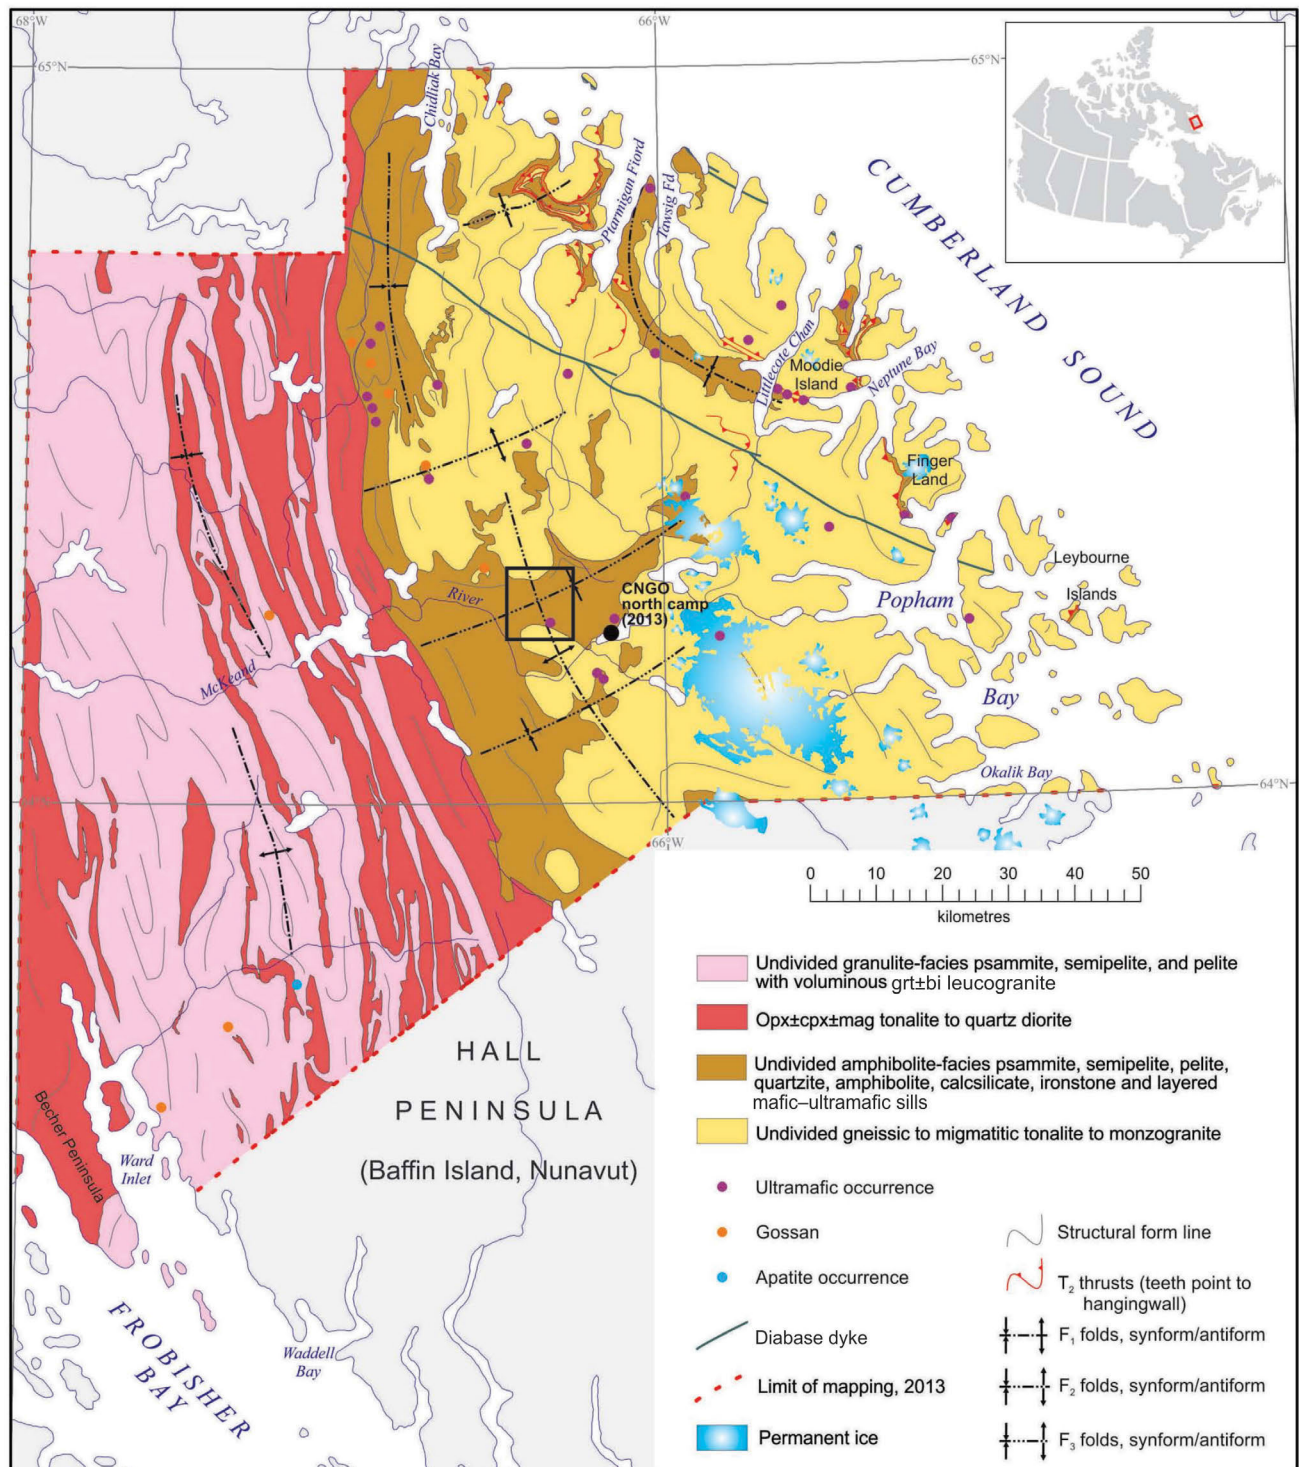 68°W
66°W
65°N
65°N
Chidliak Bay
Ptarmigan Fiord
Tawsig Fd
CUMBERLAND SOUND
Littlecote Chan
Moodie
Island
Neptune Bay
Finger
Land
Leybourne
Islands
CNGO
north camp
(2013)
River
McKeand
Popham
Bay
Okalik Bay
64°N
64°N
66°W
0 10 20 30 40 50
kilometres
HALL
PENINSULA
(Baffin Island, Nunavut)
Becher Peninsula
Ward
Inlet
FROBISHER
BAY
Waddell
Bay
Undivided granulite-facies psammite, semipelite, and pelite
with voluminous grt±bi leucogranite
Opx±cpx±mag tonalite to quartz diorite
Undivided amphibolite-facies psammite, semipelite, pelite,
quartzite, amphibolite, calcsilicate, ironstone and layered
mafic–ultramafic sills
Undivided gneissic to migmatitic tonalite to monzogranite
Ultramafic occurrence
Gossan
Apatite occurrence
Diabase dyke
Limit of mapping, 2013
Permanent ice
Structural form line
T₂ thrusts (teeth point to
hangingwall)
F₁ folds, synform/antiform
F₂ folds, synform/antiform
F₃ folds, synform/antiform